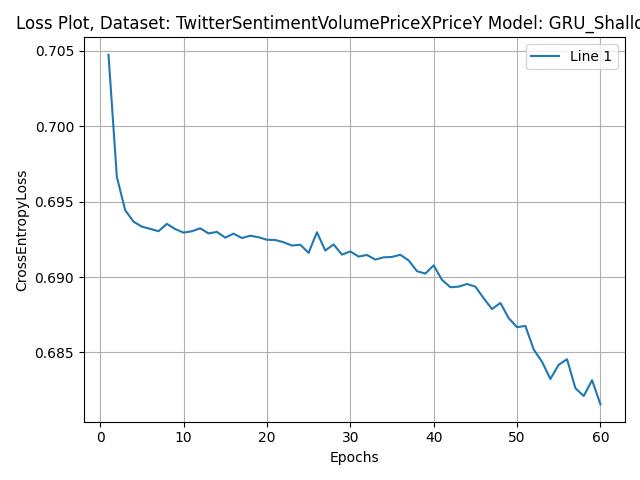 Loss Plot, Dataset: TwitterSentimentVolumePriceXPriceY Model:
Line 1
0.705
0.700
0.695
0.690
0.685
CrossEntropyLoss
0 10 20 30 40 50 60
Epochs